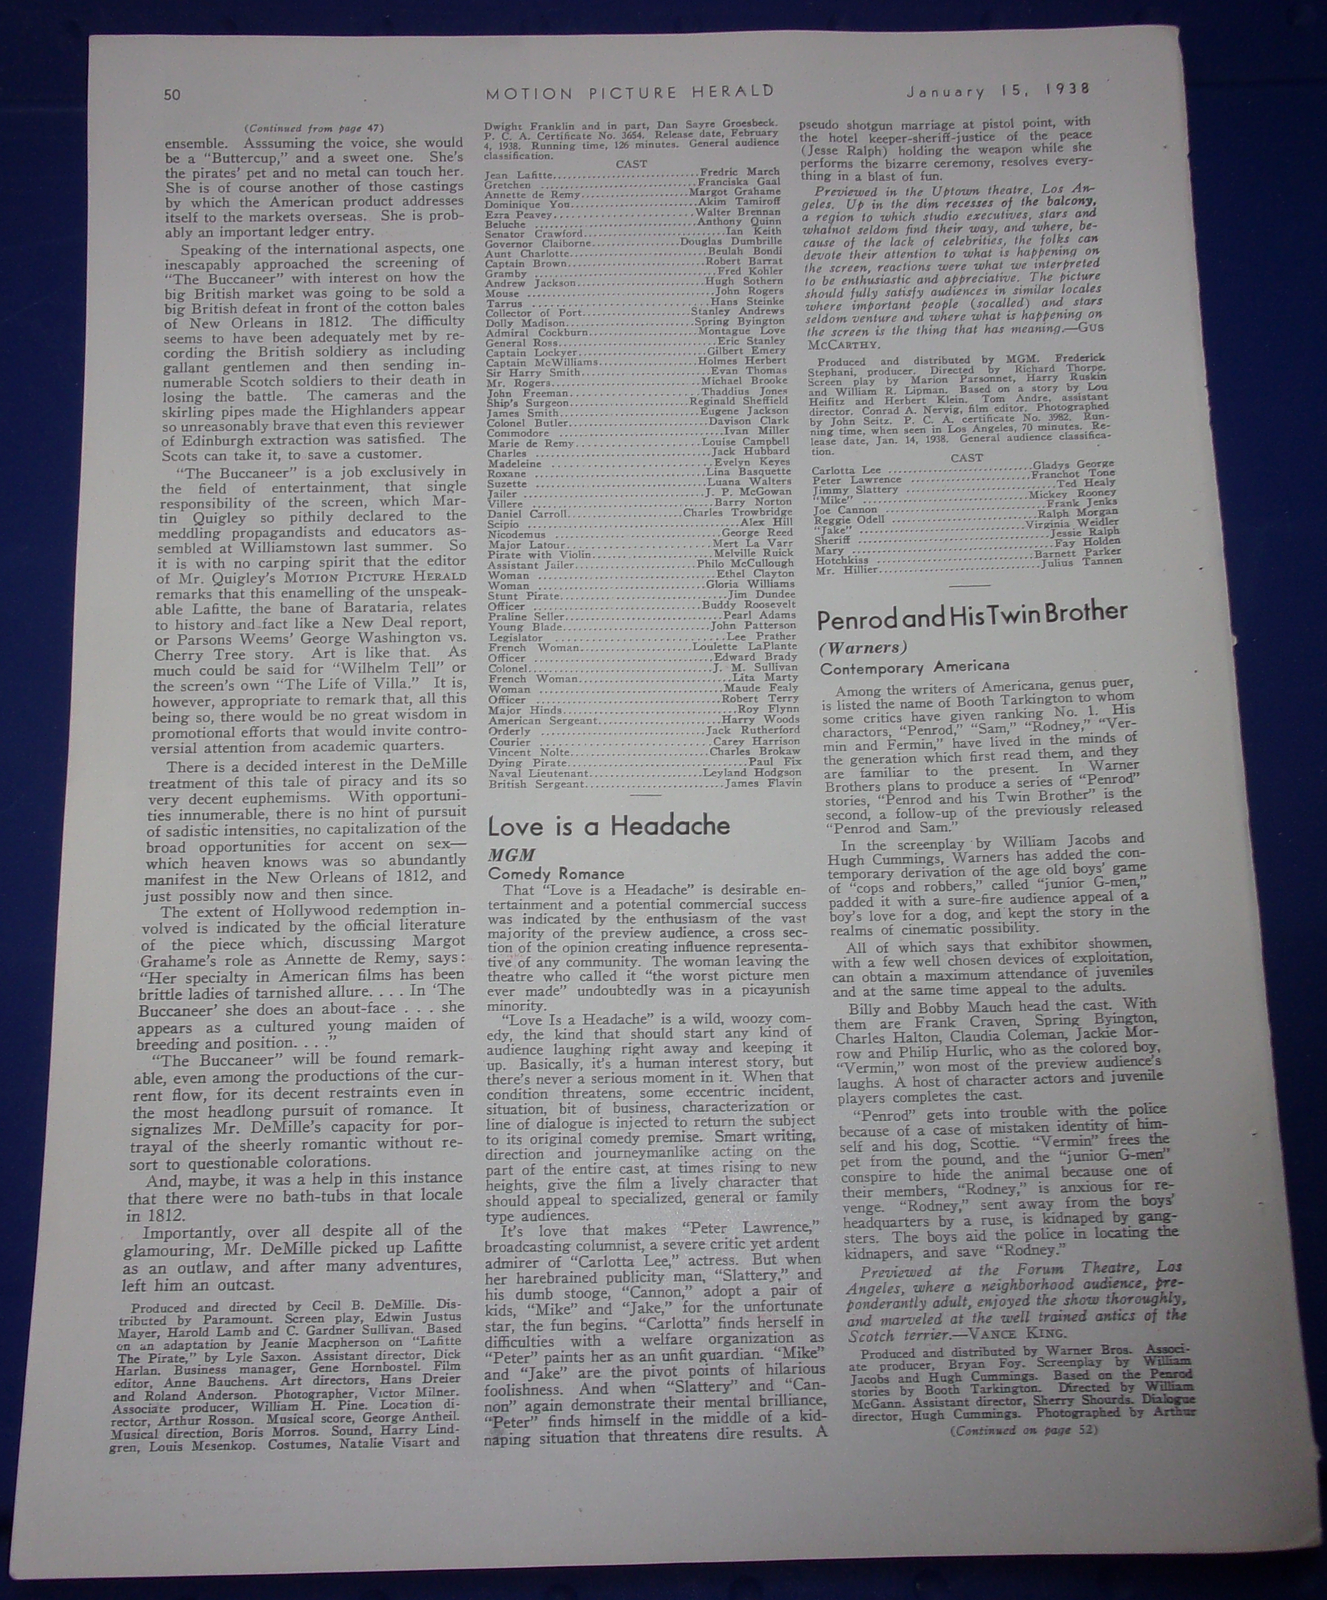 50
MOTION PICTURE HERALD
January 15, 1938
(Continued from page 47)
ensemble. Asssuming the voice, she would
be a "Buttercup," and a sweet one. She's
the pirates' pet and no metal can touch her.
She is of course another of those castings
by which the American product addresses
itself to the markets overseas. She is prob-
ably an important ledger entry.
Speaking of the international aspects, one
inescapably approached the screening of
"The Buccaneer" with interest on how the
big British market was going to be sold a
big British defeat in front of the cotton bales
of New Orleans in 1812. The difficulty
seems to have been adequately met by re-
cording the British soldiery as including
gallant gentlemen and then sending in-
numerable Scotch soldiers to their death in
losing the battle. The cameras and the
skirling pipes made the Highlanders appear
so unreasonably brave that even this reviewer
of Edinburgh extraction was satisfied. The
Scots can take it, to save a customer.
"The Buccaneer" is a job exclusively in
the field of entertainment, that single
responsibility of the screen, which Mar-
tin Quigley so pithily declared to the
meddling propagandists and educators as-
sembled at Williamstown last summer. So
it is with no carping spirit that the editor
of Mr. Quigley's MOTION PICTURE HERALD
remarks that this enamelling of the unspeak-
able Lafitte, the bane of Barataria, relates
to history and fact like a New Deal report,
or Parsons Weems' George Washington vs.
Cherry Tree story. Art is like that. As
much could be said for "Wilhelm Tell" or
the screen's own "The Life of Villa." It is,
however, appropriate to remark that, all this
being so, there would be no great wisdom in
promotional efforts that would invite contro-
versial attention from academic quarters.
There is a decided interest in the DeMille
treatment of this tale of piracy and its so
very decent euphemisms. With opportuni-
ties innumerable, there is no hint of pursuit
of sadistic intensities, no capitalization of the
broad opportunities for accent on sex—
which heaven knows was so abundantly
manifest in the New Orleans of 1812, and
just possibly now and then since.
The extent of Hollywood redemption in-
volved is indicated by the official literature
of the piece which, discussing Margot
Grahame's role as Annette de Remy, says:
"Her specialty in American films has been
brittle ladies of tarnished allure. . . . In 'The
Buccaneer' she does an about-face . . . she
appears as a cultured young maiden of
breeding and position. . . ."
"The Buccaneer" will be found remark-
able, even among the productions of the cur-
rent flow, for its decent restraints even in
the most headlong pursuit of romance. It
signalizes Mr. DeMille's capacity for por-
trayal of the sheerly romantic without re-
sort to questionable colorations.
And, maybe, it was a help in this instance
that there were no bath-tubs in that locale
in 1812.
Importantly, over all despite all of the
glamouring, Mr. DeMille picked up Lafitte
as an outlaw, and after many adventures,
left him an outcast.
Produced and directed by Cecil B. DeMille. Dis-
tributed by Paramount. Screen play, Edwin Justus
Mayer, Harold Lamb and C. Gardner Sullivan. Based
on an adaptation by Jeanie Macpherson on "Lafitte
The Pirate," by Lyle Saxon. Assistant director, Dick
Harlan. Business manager, Gene Hornbostel. Film
editor, Anne Bauchens. Art directors, Hans Dreier
and Roland Anderson. Photographer, Victor Milner.
Associate producer, William H. Pine. Location di-
rector, Arthur Rosson. Musical score, George Antheil.
Musical direction, Boris Morros. Sound, Harry Lind-
gren, Louis Mesenkop. Costumes, Natalie Visart and
Dwight Franklin and in part, Dan Sayre Groesbeck.
P. C. A. Certificate No. 3654. Release date, February
4, 1938. Running time, 126 minutes. General audience
classification.
CAST
Jean Lafitte....Fredric March
Gretchen ....Franciska Gaal
Annette de Remy....Margot Grahame
Dominique You....Akim Tamiroff
Ezra Peavey....Walter Brennan
Beluche ....Anthony Quinn
Senator Crawford....Ian Keith
Governor Claiborne....Douglas Dumbrille
Aunt Charlotte....Beulah Bondi
Captain Brown....Robert Barrat
Gramby ....Fred Kohler
Andrew Jackson....Hugh Sothern
Mouse ....John Rogers
Tarrus ....Hans Steinke
Collector of Port....Stanley Andrews
Dolly Madison....Spring Byington
Admiral Cockburn....Montague Love
General Ross....Eric Stanley
Captain Lockyer....Gilbert Emery
Captain McWilliams....Holmes Herbert
Sir Harry Smith....Evan Thomas
Mr. Rogers....Michael Brooke
John Freeman....Thaddius Jones
Ship's Surgeon....Reginald Sheffield
James Smith....Eugene Jackson
Colonel Butler....Davison Clark
Commodore ....Ivan Miller
Marie de Remy....Louise Campbell
Charles ....Jack Hubbard
Madeleine ....Evelyn Keyes
Roxane ....Lina Basquette
Suzette ....Luana Walters
Jailer ....J. P. McGowan
Villere ....Barry Norton
Daniel Carroll....Charles Trowbridge
Scipio ....Alex Hill
Nicodemus ....George Reed
Major Latour....Mert La Varr
Pirate with Violin....Melville Ruick
Assistant Jailer....Philo McCullough
Woman ....Ethel Clayton
Woman ....Gloria Williams
Stunt Pirate....Jim Dundee
Officer ....Buddy Roosevelt
Praline Seller....Pearl Adams
Young Blade....John Patterson
Legislator ....Lee Prather
French Woman....Loulette LaPlante
Officer ....Edward Brady
Colonel....J. M. Sullivan
French Woman....Lita Marty
Woman ....Maude Fealy
Officer ....Robert Terry
Major Hinds....Roy Flynn
American Sergeant....Harry Woods
Orderly ....Jack Rutherford
Courier ....Carey Harrison
Vincent Nolte....Charles Brokaw
Dying Pirate....Paul Fix
Naval Lieutenant....Leyland Hodgson
British Sergeant....James Flavin
Love is a Headache
MGM
Comedy Romance
That "Love is a Headache" is desirable en-
tertainment and a potential commercial success
was indicated by the enthusiasm of the vast
majority of the preview audience, a cross sec-
tion of the opinion creating influence representa-
tive of any community. The woman leaving the
theatre who called it "the worst picture men
ever made" undoubtedly was in a picayunish
minority.
"Love Is a Headache" is a wild, woozy com-
edy, the kind that should start any kind of
audience laughing right away and keeping it
up. Basically, it's a human interest story, but
there's never a serious moment in it. When that
condition threatens, some eccentric incident,
situation, bit of business, characterization or
line of dialogue is injected to return the subject
to its original comedy premise. Smart writing,
direction and journeymanlike acting on the
part of the entire cast, at times rising to new
heights, give the film a lively character that
should appeal to specialized, general or family
type audiences.
It's love that makes "Peter Lawrence,"
broadcasting columnist, a severe critic yet ardent
admirer of "Carlotta Lee," actress. But when
her harebrained publicity man, "Slattery," and
his dumb stooge, "Cannon," adopt a pair of
kids, "Mike" and "Jake," for the unfortunate
star, the fun begins. "Carlotta" finds herself in
difficulties with a welfare organization as
"Peter" paints her as an unfit guardian. "Mike"
and "Jake" are the pivot points of hilarious
foolishness. And when "Slattery" and "Can-
non" again demonstrate their mental brilliance,
"Peter" finds himself in the middle of a kid-
naping situation that threatens dire results. A
pseudo shotgun marriage at pistol point, with
the hotel keeper-sheriff-justice of the peace
(Jesse Ralph) holding the weapon while she
performs the bizarre ceremony, resolves every-
thing in a blast of fun.
Previewed in the Uptown theatre, Los An-
geles. Up in the dim recesses of the balcony,
a region to which studio executives, stars and
whatnot seldom find their way, and where, be-
cause of the lack of celebrities, the folks can
devote their attention to what is happening on
the screen, reactions were what we interpreted
to be enthusiastic and appreciative. The picture
should fully satisfy audiences in similar locales
where important people (socalled) and stars
seldom venture and where what is happening on
the screen is the thing that has meaning.—GUS
MCCARTHY.
Produced and distributed by MGM. Frederick
Stephani, producer. Directed by Richard Thorpe.
Screen play by Marion Parsonnet, Harry Ruskin
and William R. Lipman. Based on a story by Lou
Heifitz and Herbert Klein. Tom Andre, assistant
director. Conrad A. Nervig, film editor. Photographed
by John Seitz. P. C. A. certificate No. 3982. Run-
ning time, when seen in Los Angeles, 70 minutes. Re-
lease date, Jan. 14, 1938. General audience classifica-
tion.
CAST
Carlotta Lee ....Gladys George
Peter Lawrence ....Franchot Tone
Jimmy Slattery ....Ted Healy
"Mike" ....Mickey Rooney
Joe Cannon ....Frank Jenks
Reggie Odell ....Ralph Morgan
"Jake" ....Virginia Weidler
Sheriff ....Jessie Ralph
Mary ....Fay Holden
Hotchkiss ....Barnett Parker
Mr. Hillier....Julius Tannen
Penrod and His Twin Brother
(Warners)
Contemporary Americana
Among the writers of Americana, genus puer,
is listed the name of Booth Tarkington to whom
some critics have given ranking No. 1. His
charactors, "Penrod," "Sam," "Rodney," "Ver-
min and Fermin," have lived in the minds of
the generation which first read them, and they
are familiar to the present. In Warner
Brothers plans to produce a series of "Penrod"
stories, "Penrod and his Twin Brother" is the
second, a follow-up of the previously released
"Penrod and Sam."
In the screenplay by William Jacobs and
Hugh Cummings, Warners has added the con-
temporary derivation of the age old boys' game
of "cops and robbers," called "junior G-men,"
padded it with a sure-fire audience appeal of a
boy's love for a dog, and kept the story in the
realms of cinematic possibility.
All of which says that exhibitor showmen,
with a few well chosen devices of exploitation,
can obtain a maximum attendance of juveniles
and at the same time appeal to the adults.
Billy and Bobby Mauch head the cast. With
them are Frank Craven, Spring Byington,
Charles Halton, Claudia Coleman, Jackie Mor-
row and Philip Hurlic, who as the colored boy,
"Vermin," won most of the preview audience's
laughs. A host of character actors and juvenile
players completes the cast.
"Penrod" gets into trouble with the police
because of a case of mistaken identity of him-
self and his dog, Scottie. "Vermin" frees the
pet from the pound, and the "junior G-men"
conspire to hide the animal because one of
their members, "Rodney," is anxious for re-
venge. "Rodney," sent away from the boys'
headquarters by a ruse, is kidnaped by gang-
sters. The boys aid the police in locating the
kidnapers, and save "Rodney."
Previewed at the Forum Theatre, Los
Angeles, where a neighborhood audience, pre-
ponderantly adult, enjoyed the show thoroughly,
and marveled at the well trained antics of the
Scotch terrier.—VANCE KING.
Produced and distributed by Warner Bros. Associ-
ate producer, Bryan Foy. Screenplay by William
Jacobs and Hugh Cummings. Based on the Penrod
stories by Booth Tarkington. Directed by William
McGann. Assistant director, Sherry Shourds. Dialogue
director, Hugh Cummings. Photographed by Arthur
(Continued on page 52)